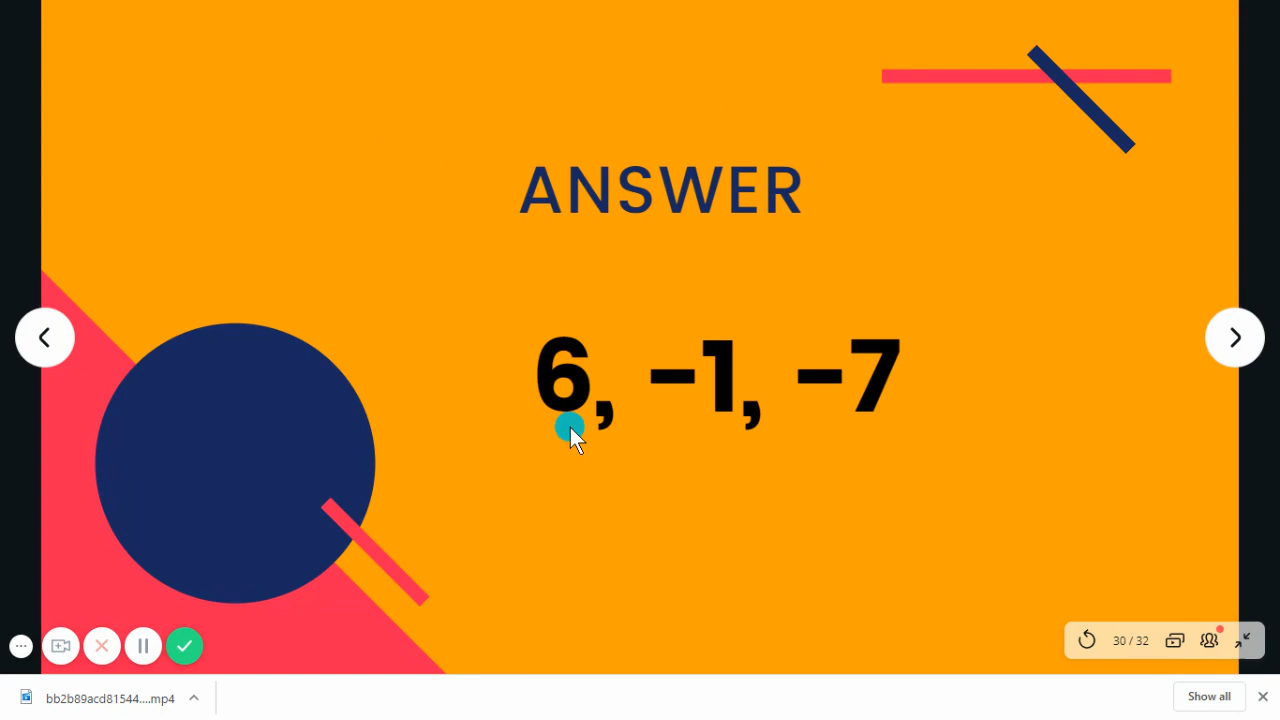 ANSWER
6, −1, −7
30 / 32
bb2b89acd81544....mp4
Show all